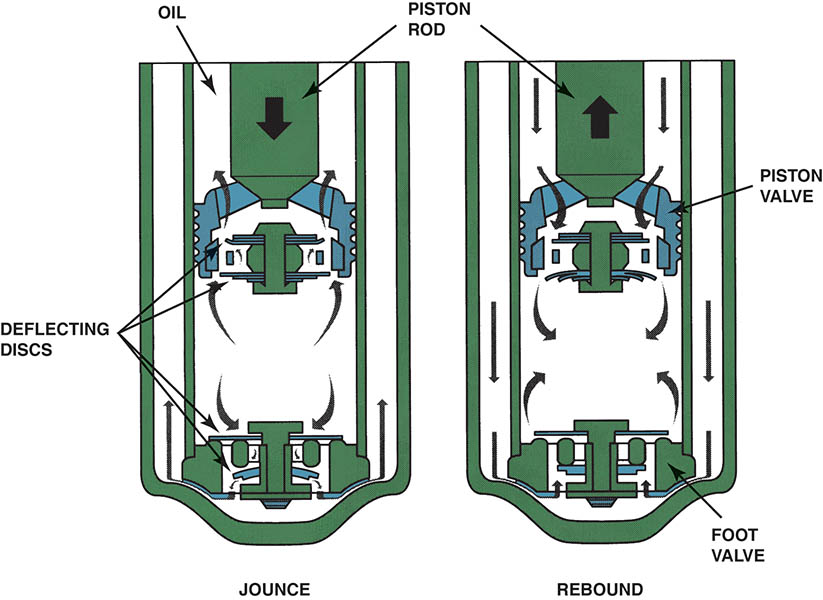 OIL
PISTON
ROD
PISTON
VALVE
DEFLECTING
DISCS
FOOT
VALVE
JOUNCE
REBOUND